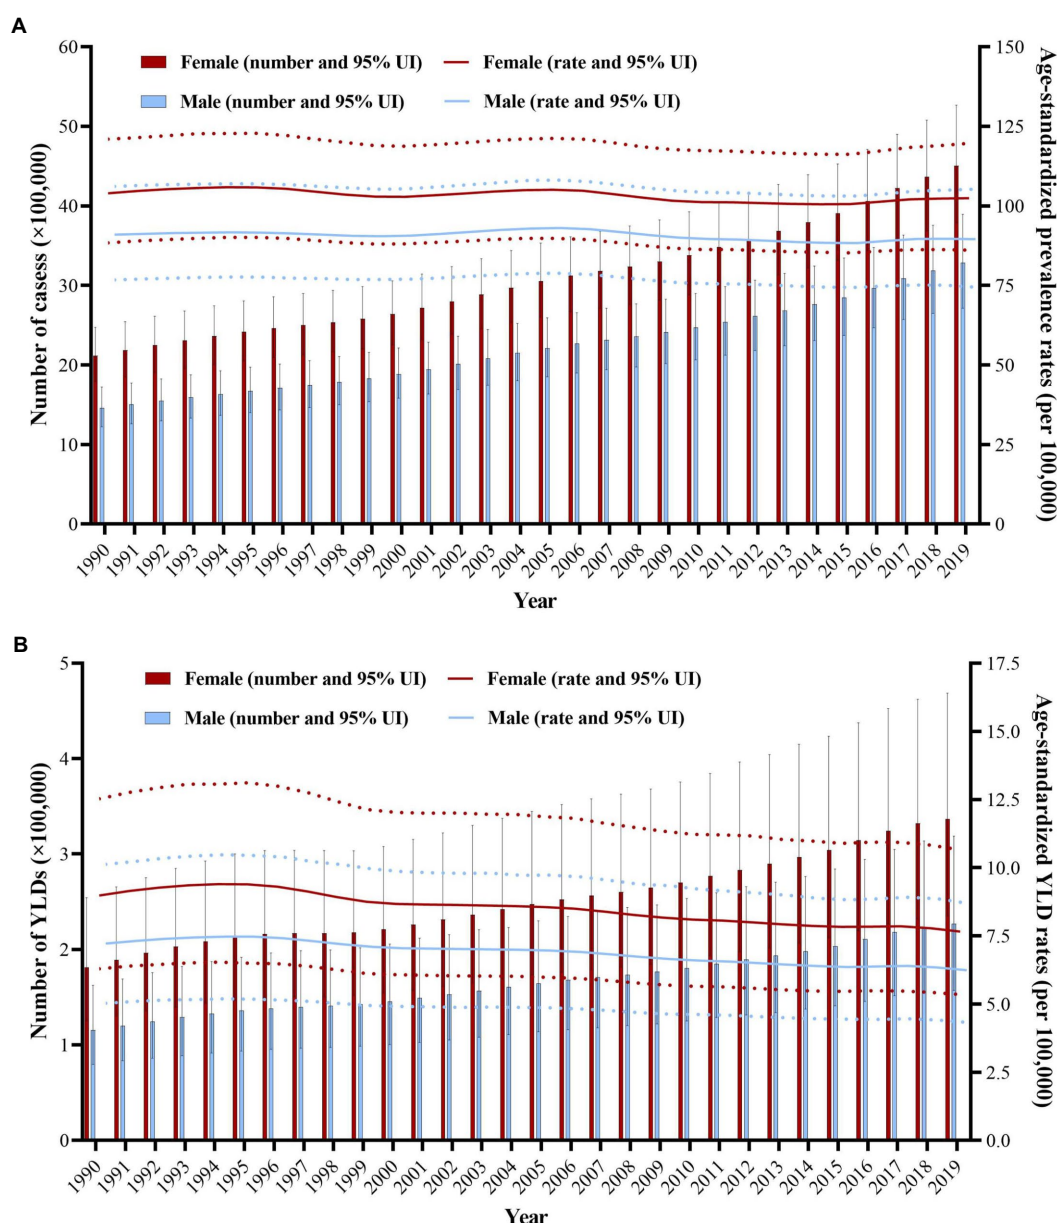 A
60
50
40
30
20
10
0
150
125
100
75
50
25
0
Number of casess (×100,000)
Age-standardized prevalence rates (per 100,000)
Female (number and 95% UI)
Female (rate and 95% UI)
Male (number and 95% UI)
Male (rate and 95% UI)
1990 1991 1992 1993 1994 1995 1996 1997 1998 1999 2000 2001 2002 2003 2004 2005 2006 2007 2008 2009 2010 2011 2012 2013 2014 2015 2016 2017 2018 2019
Year
B
5
4
3
2
1
0
17.5
15.0
12.5
10.0
7.5
5.0
2.5
0.0
Number of YLDs (×100,000)
Age-standardized YLD rates (per 100,000)
Female (number and 95% UI)
Female (rate and 95% UI)
Male (number and 95% UI)
Male (rate and 95% UI)
1990 1991 1992 1993 1994 1995 1996 1997 1998 1999 2000 2001 2002 2003 2004 2005 2006 2007 2008 2009 2010 2011 2012 2013 2014 2015 2016 2017 2018 2019
Year